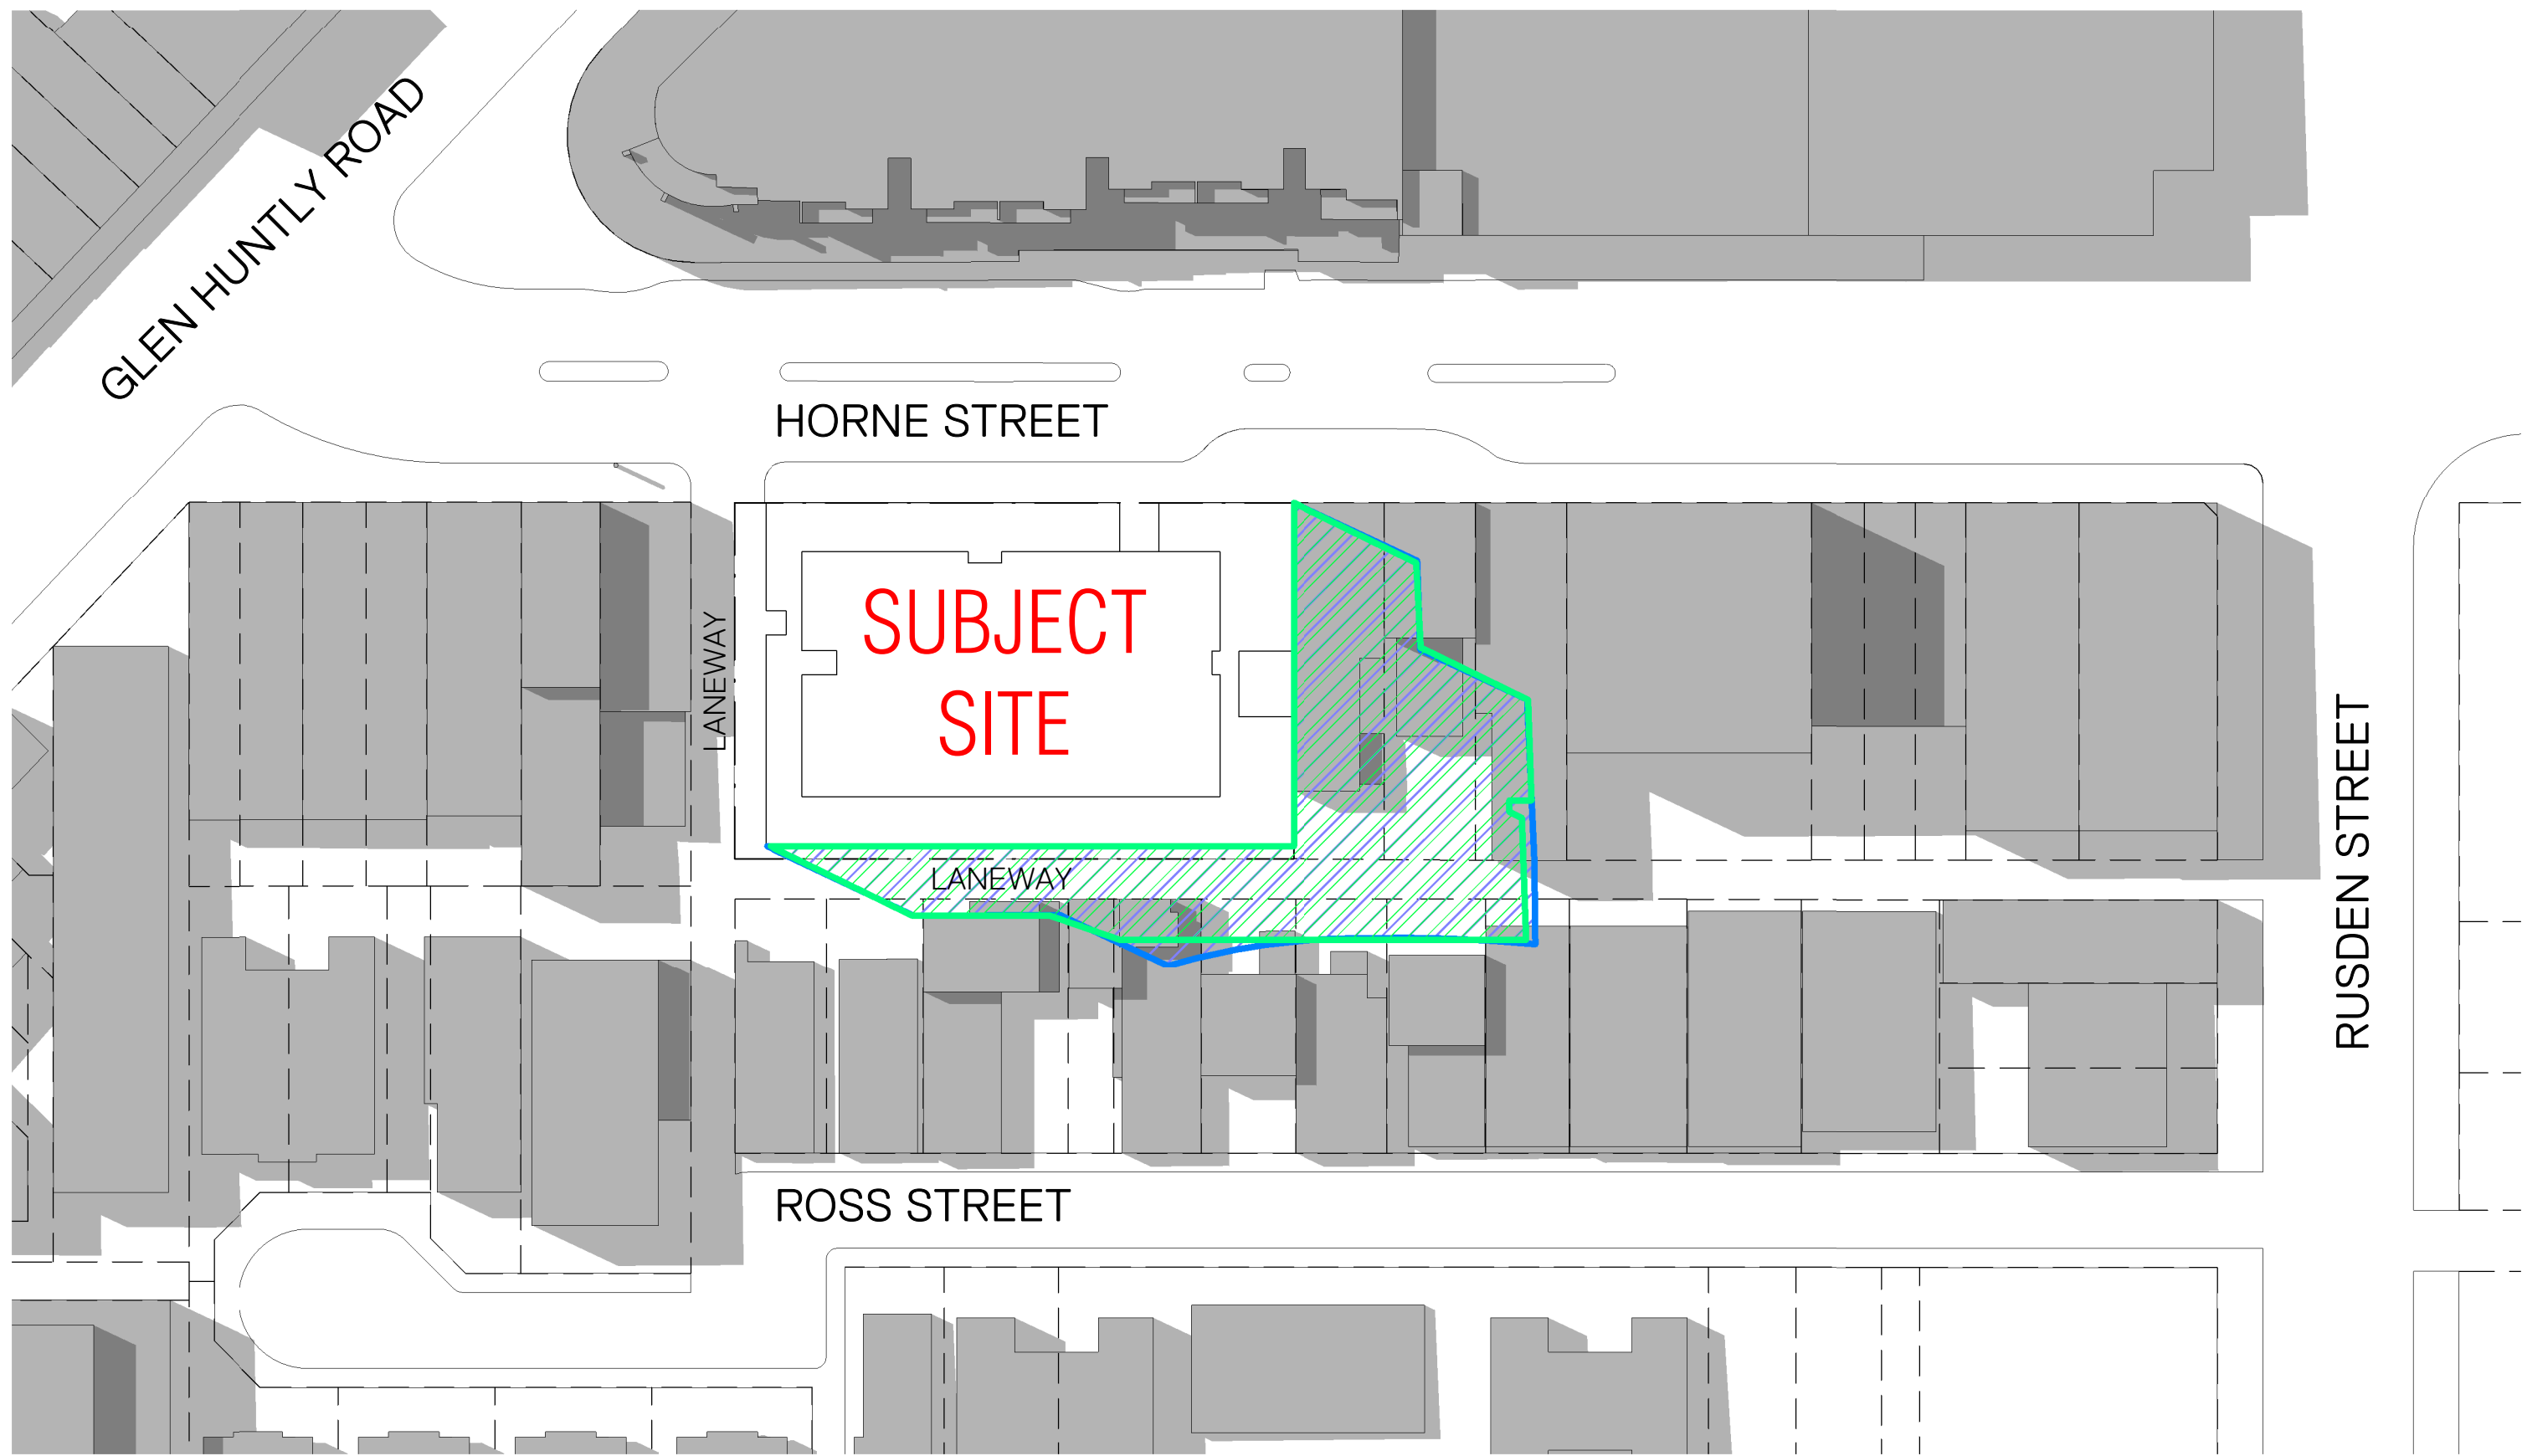 GLEN HUNTLY ROAD
HORNE STREET
SUBJECT
SITE
LANEWAY
LANEWAY
RUSDEN STREET
ROSS STREET